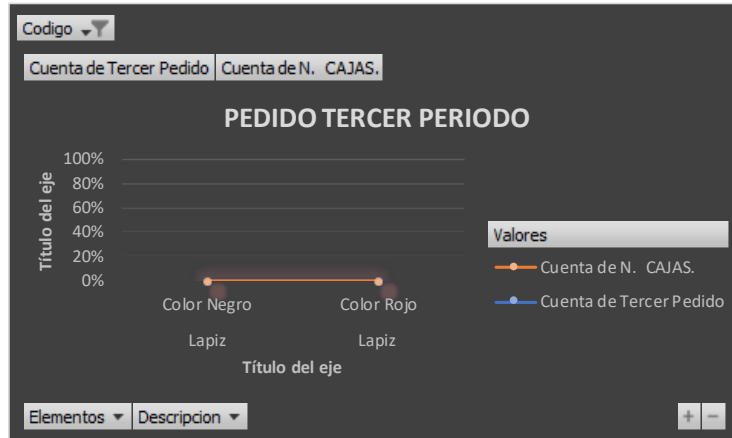 Codigo
Cuenta de Tercer Pedido Cuenta de N. CAJAS.
PEDIDO TERCER PERIODO
100%
80%
60%
40%
20%
0%
Título del eje
Color Negro Color Rojo
Lapiz Lapiz
Título del eje
Valores
Cuenta de N. CAJAS.
Cuenta de Tercer Pedido
Elementos Descripcion
+ −